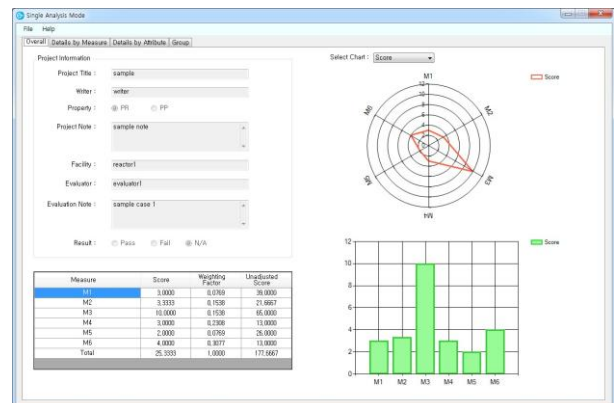 Single Analysis Mode
File Help
Overall Details by Measure Details by Attribute Group
Project Information
Project Title : sample
Writer : writer
Property : PR PP
Project Note : sample note
Facility : reactor1
Evaluator : evaluator1
Evaluation Note : sample case 1
Result : Pass Fail N/A
Measure Score Weighting Factor Unadjusted Score
M1 3,0000 0,0769 39,0000
M2 3,3333 0,1538 21,6667
M3 10,0000 0,1538 65,0000
M4 3,0000 0,2308 13,0000
M5 2,0000 0,0769 26,0000
M6 4,0000 0,3077 13,0000
Total 25,3333 1,0000 177,6667
Select Chart : Score
M1
M2
M3
M4
M5
M6
12
10
8
6
4
2
Score
12
10
8
6
4
2
0
M1 M2 M3 M4 M5 M6
Score